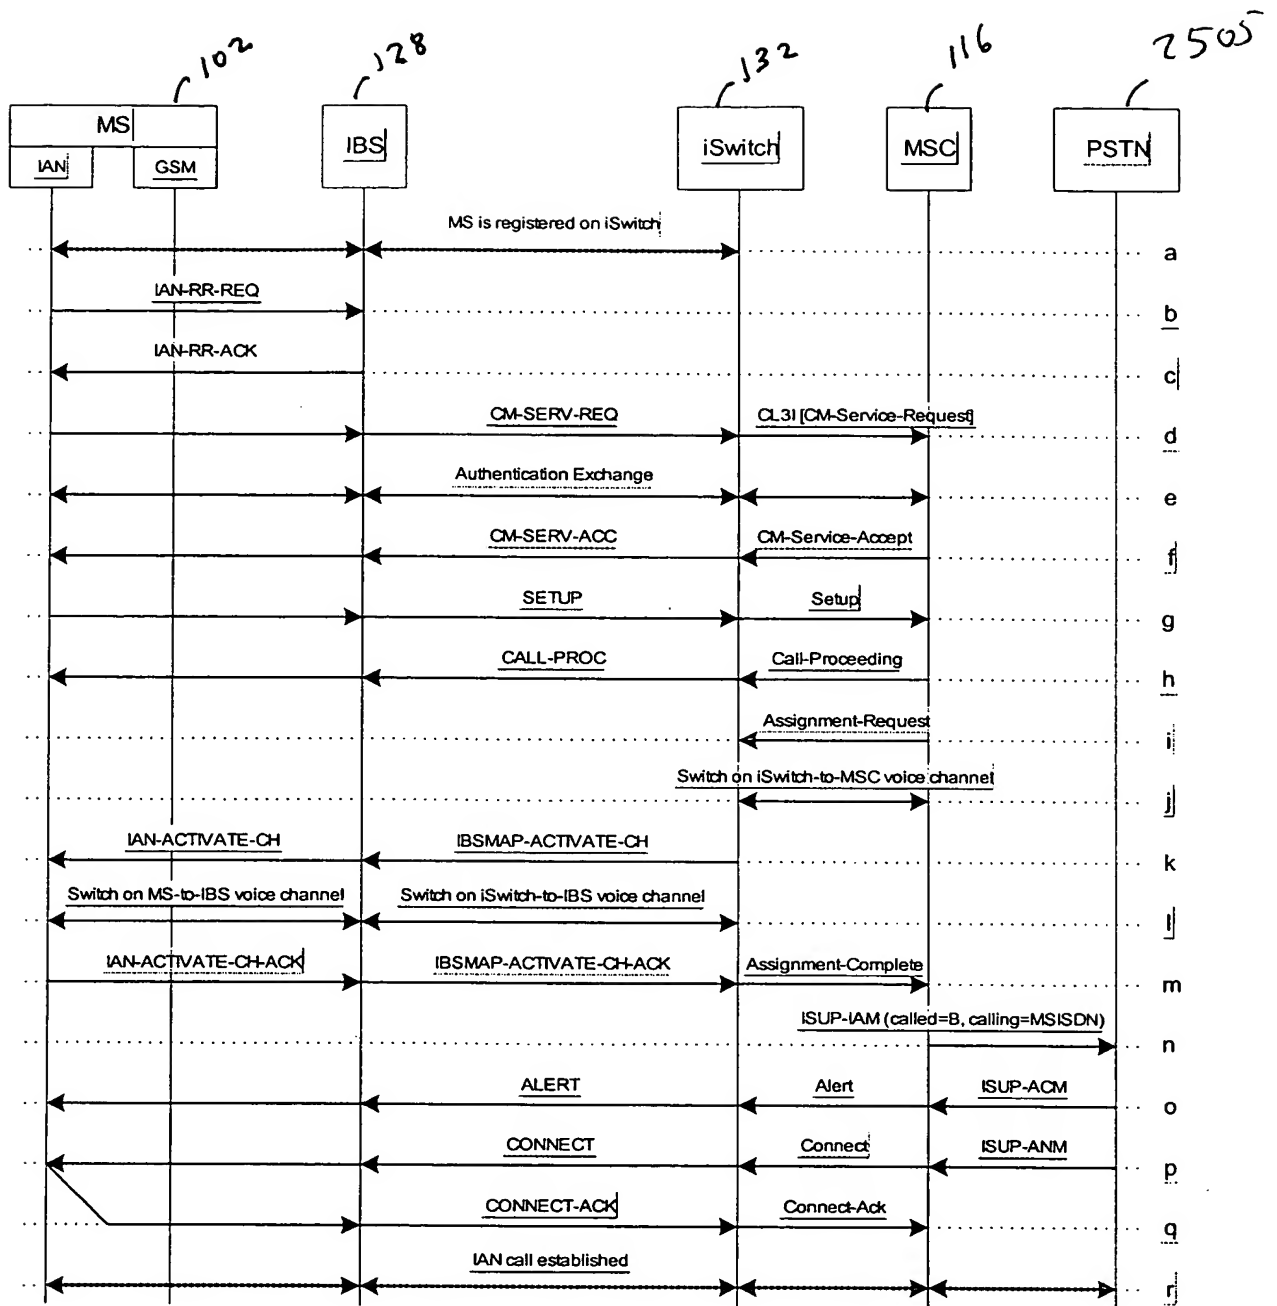 102 128 132 116 2505
MS IBS iSwitch MSC PSTN
IAN GSM
MS is registered on iSwitch a
IAN-RR-REQ b
IAN-RR-ACK c
CM-SERV-REQ CL3I [CM-Service-Request] d
Authentication Exchange e
CM-SERV-ACC CM-Service-Accept f
SETUP Setup g
CALL-PROC Call-Proceeding h
Assignment-Request i
Switch on iSwitch-to-MSC voice channel j
IAN-ACTIVATE-CH IBSMAP-ACTIVATE-CH k
Switch on MS-to-IBS voice channel Switch on iSwitch-to-IBS voice channel l
IAN-ACTIVATE-CH-ACK IBSMAP-ACTIVATE-CH-ACK Assignment-Complete m
ISUP-IAM (called=B, calling=MSISDN) n
ALERT Alert ISUP-ACM o
CONNECT Connect ISUP-ANM p
CONNECT-ACK Connect-Ack q
IAN call established r